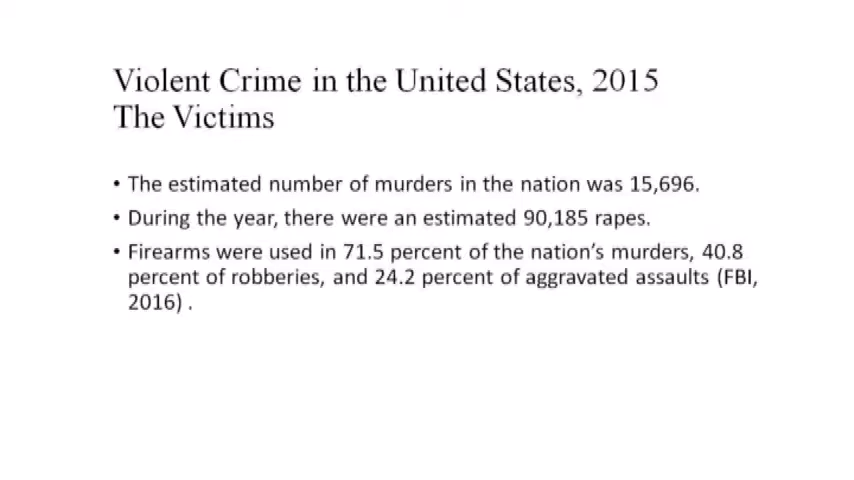 Violent Crime in the United States, 2015
The Victims
• The estimated number of murders in the nation was 15,696.
• During the year, there were an estimated 90,185 rapes.
• Firearms were used in 71.5 percent of the nation’s murders, 40.8
percent of robberies, and 24.2 percent of aggravated assaults (FBI,
2016) .